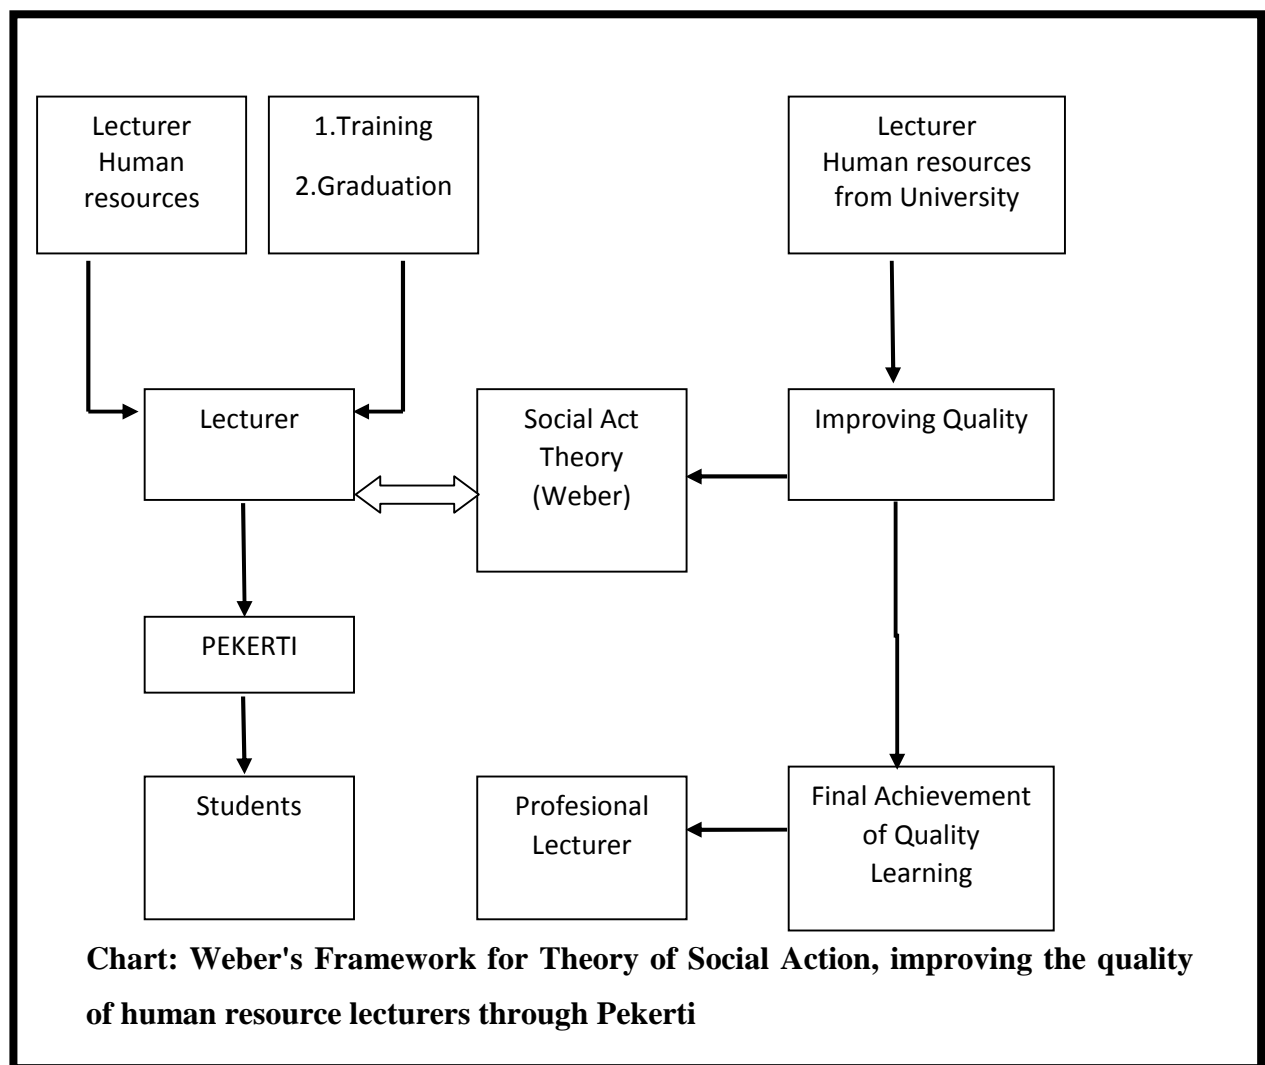 Lecturer
Human
resources
1.Training
2.Graduation
Lecturer
Human resources
from University
Lecturer
Social Act
Theory
(Weber)
Improving Quality
PEKERTI
Students
Profesional
Lecturer
Final Achievement
of Quality
Learning
Chart: Weber's Framework for Theory of Social Action, improving the quality
of human resource lecturers through Pekerti